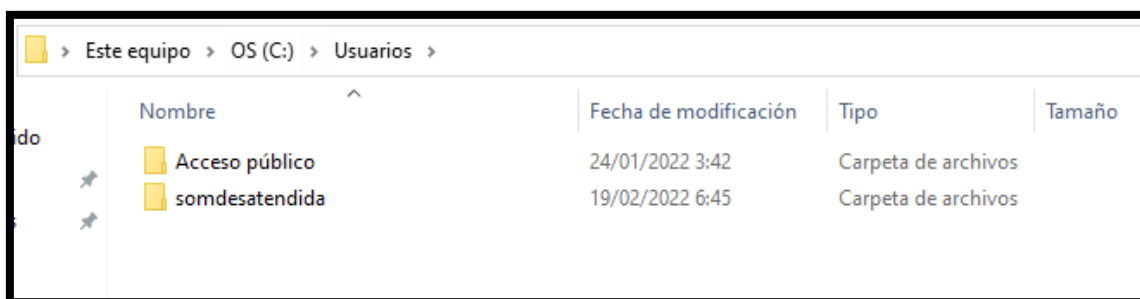 Este equipo > OS (C:) > Usuarios >
Nombre Fecha de modificación Tipo Tamaño
ido
Acceso público 24/01/2022 3:42 Carpeta de archivos
somdesatendida 19/02/2022 6:45 Carpeta de archivos
s